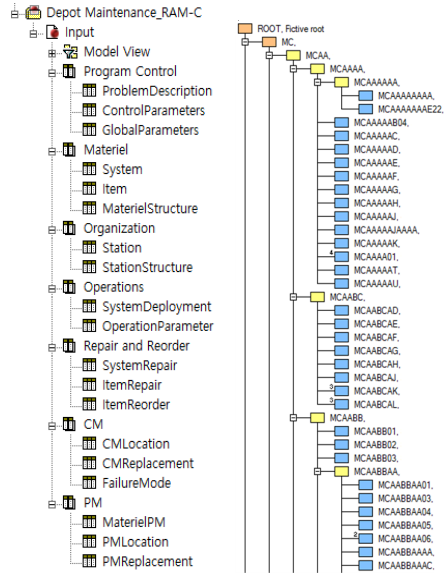 Depot Maintenance_RAM-C
Input
Model View
Program Control
ProblemDescription
ControlParameters
GlobalParameters
Materiel
System
Item
MaterielStructure
Organization
Station
StationStructure
Operations
SystemDeployment
OperationParameter
Repair and Reorder
SystemRepair
ItemRepair
ItemReorder
CM
CMLocation
CMReplacement
FailureMode
PM
MaterielPM
PMLocation
PMReplacement
ROOT, Fictive root
MC,
MCAA,
MCAAAA,
MCAAAAAA,
MCAAAAAAAA,
MCAAAAAAAE22,
MCAAAAAB04,
MCAAAAAC,
MCAAAAAD,
MCAAAAAE,
MCAAAAAF,
MCAAAAAG,
MCAAAAAH,
MCAAAAAJ,
MCAAAAAJAAAA,
MCAAAAAK,
4 MCAAAA01,
MCAAAAAT,
MCAAAAAU,
MCAABC,
MCAABCAD,
MCAABCAE,
MCAABCAF,
MCAABCAG,
MCAABCAH,
MCAABCAJ,
3 MCAABCAK,
3 MCAABCAL,
MCAABB,
MCAABB01,
MCAABB02,
MCAABB03,
MCAABBAA,
MCAABBAA01,
MCAABBAA03,
MCAABBAA04,
MCAABBAA05,
2 MCAABBAA06,
MCAABBAAAA,
MCAABBAAAC,